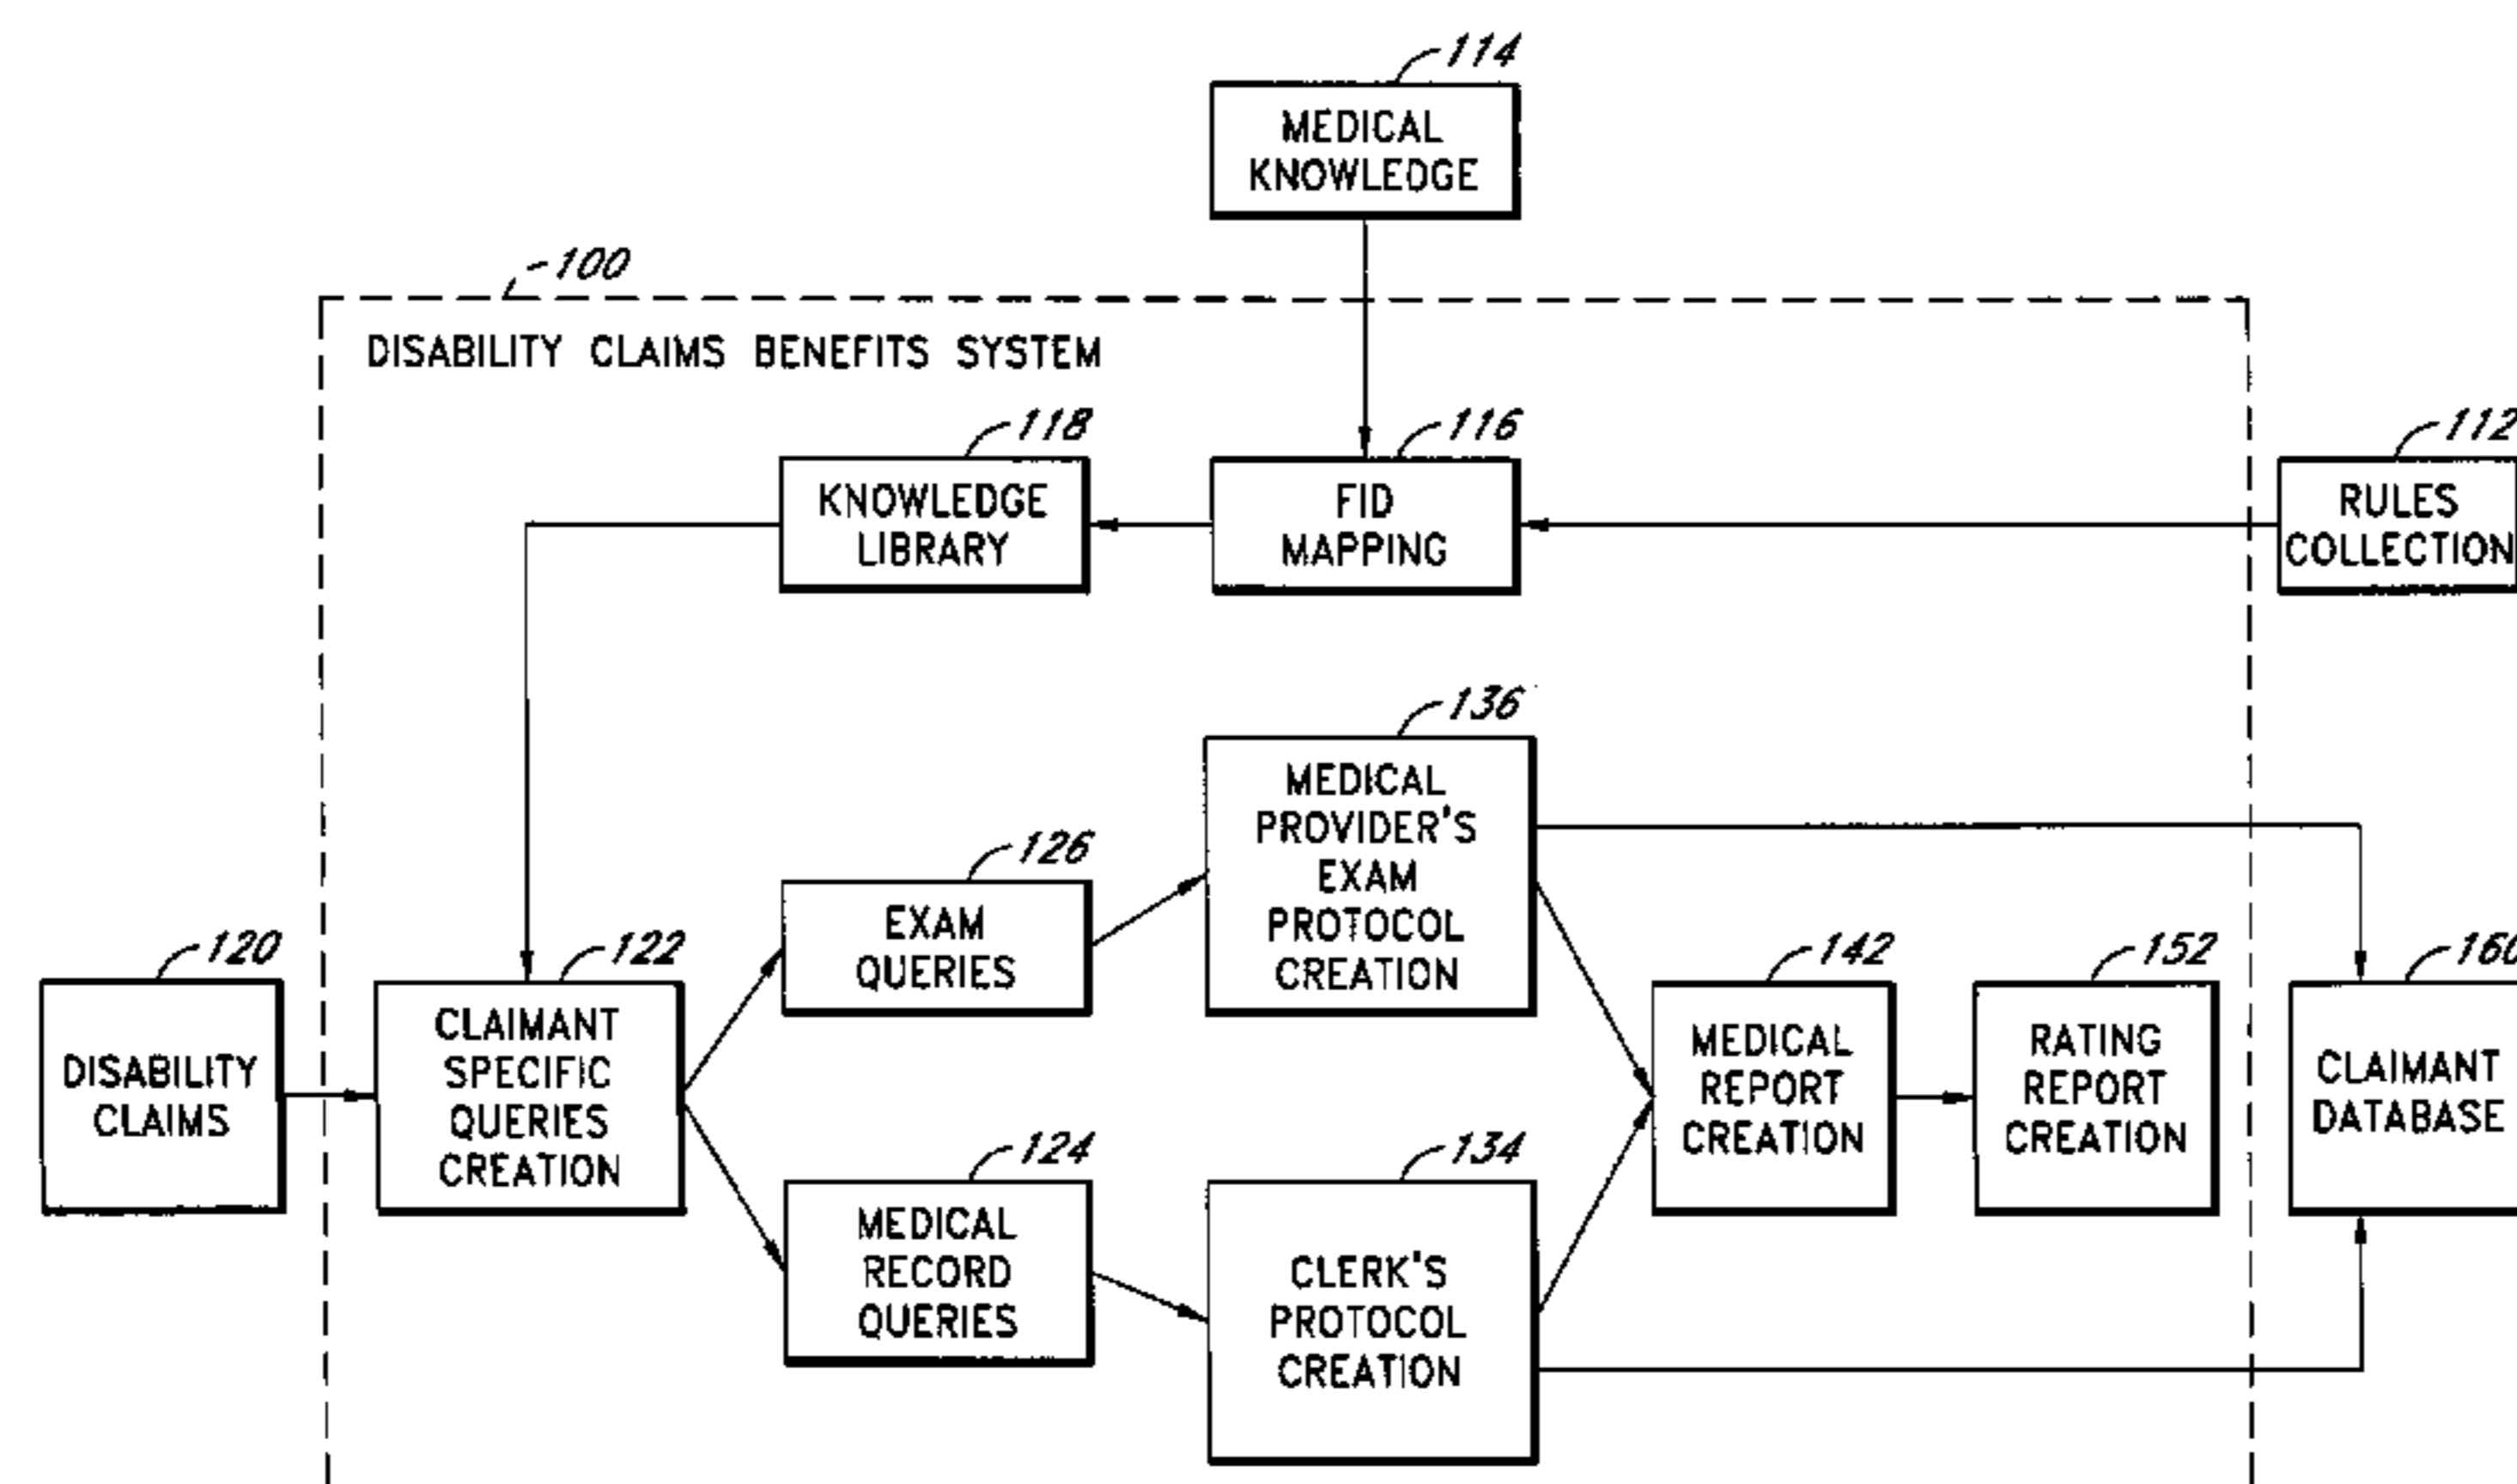 114
MEDICAL
KNOWLEDGE
100
DISABILITY CLAIMS BENEFITS SYSTEM
118
KNOWLEDGE
LIBRARY
116
FID
MAPPING
112
RULES
COLLECTION
136
MEDICAL
PROVIDER'S
EXAM
PROTOCOL
CREATION
126
EXAM
QUERIES
120
DISABILITY
CLAIMS
122
CLAIMANT
SPECIFIC
QUERIES
CREATION
124
MEDICAL
RECORD
QUERIES
134
CLERK'S
PROTOCOL
CREATION
142
MEDICAL
REPORT
CREATION
152
RATING
REPORT
CREATION
160
CLAIMANT
DATABASE